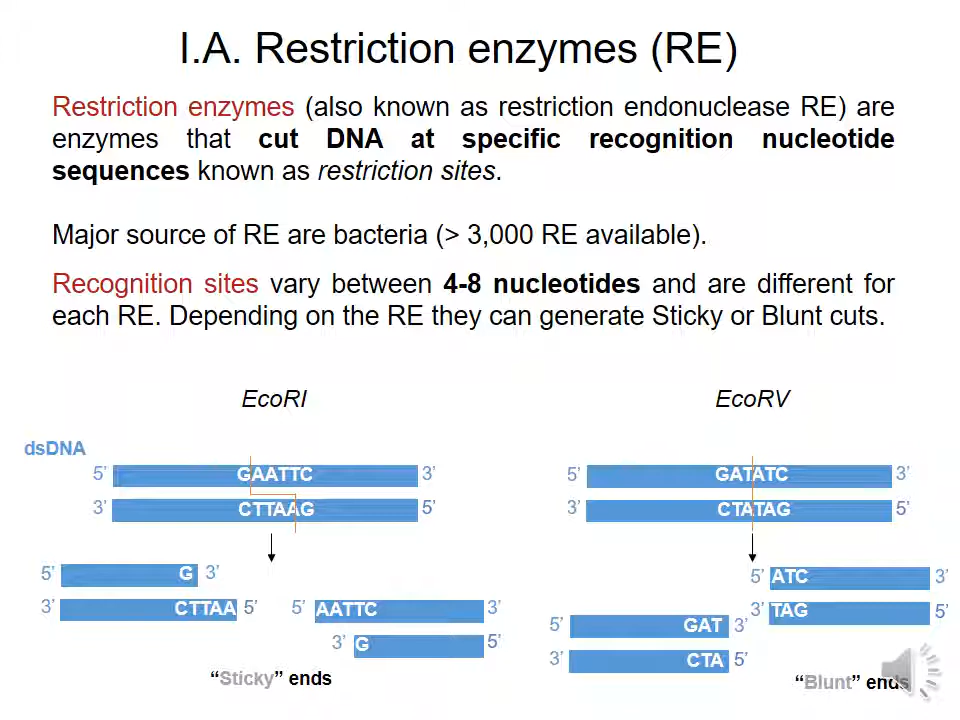 I.A. Restriction enzymes (RE)
Restriction enzymes (also known as restriction endonuclease RE) are
enzymes that cut DNA at specific recognition nucleotide
sequences known as restriction sites.
Major source of RE are bacteria (> 3,000 RE available).
Recognition sites vary between 4-8 nucleotides and are different for
each RE. Depending on the RE they can generate Sticky or Blunt cuts.
EcoRI
EcoRV
dsDNA
5' GAATTC 3'
3' CTTAAG 5'
5' GATATC 3'
3' CTATAG 5'
5' G 3'
3' CTTAA 5'
5' AATTC 3'
3' G 5'
5' ATC 3'
3' TAG 5'
5' GAT 3'
3' CTA 5'
“Sticky” ends
“Blunt” ends